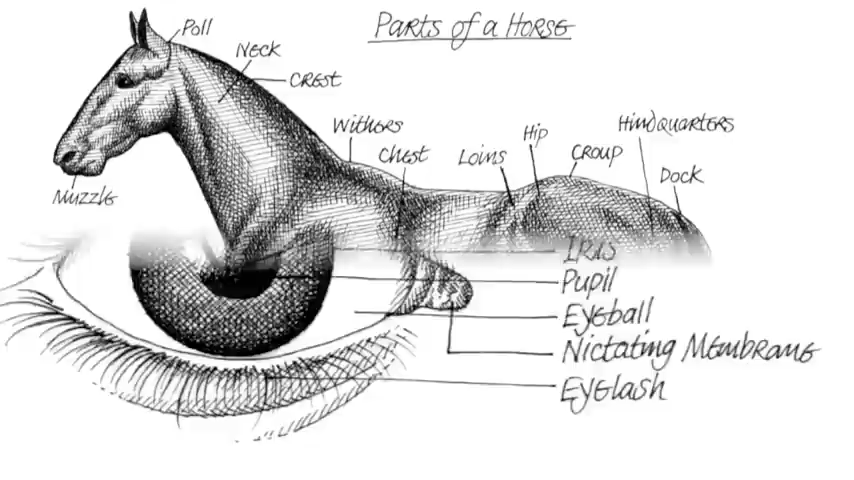 Parts of a Horse
Poll
Neck
Crest
Withers
Chest
Loins
Hip
Croup
Hindquarters
Dock
Muzzle
Iris
Pupil
Eyeball
Nictating Membrane
Eyelash